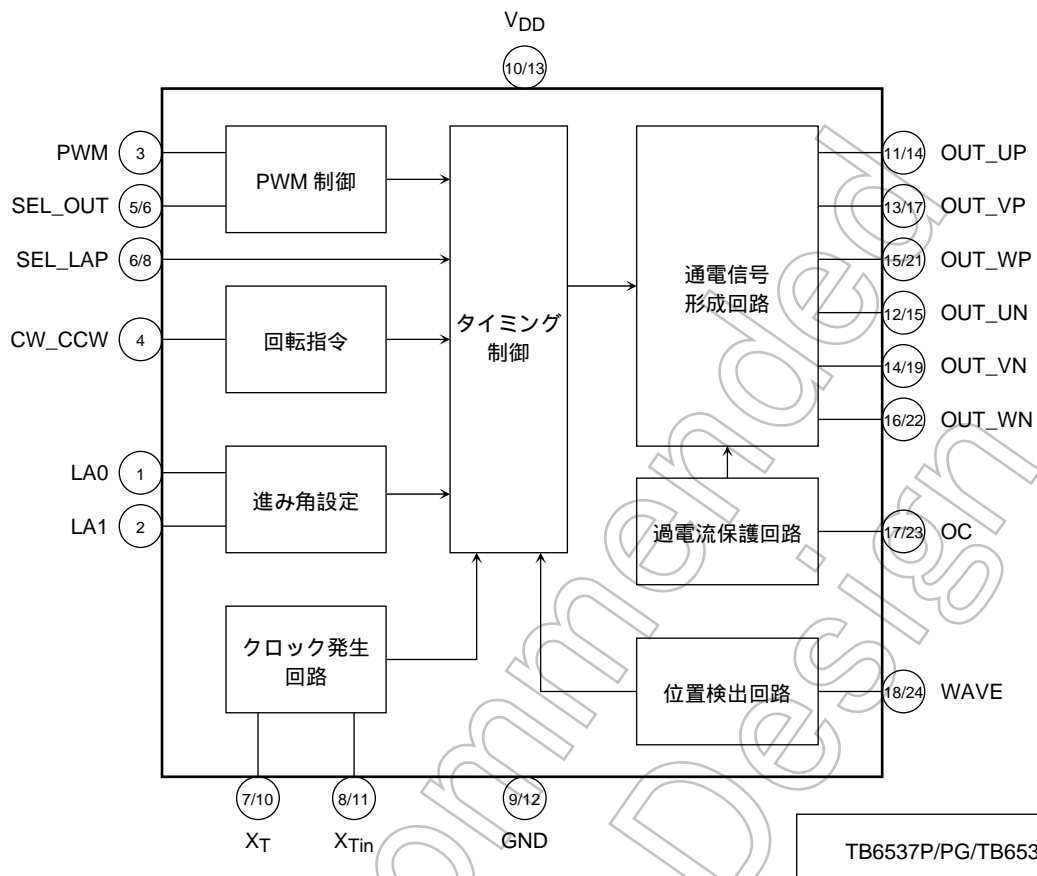 VDD
10/13
PWM 3
PWM 制御
11/14 OUT_UP
SEL_OUT 5/6
13/17 OUT_VP
SEL_LAP 6/8
15/21 OUT_WP
通電信号
形成回路
12/15 OUT_UN
CW_CCW 4
回転指令
タイミング
制御
14/19 OUT_VN
16/22 OUT_WN
LA0 1
進み角設定
LA1 2
過電流保護回路
17/23 OC
クロック発生
回路
位置検出回路
18/24 WAVE
7/10 8/11 9/12
XT XTin GND
TB6537P/PG/TB653
ommended
Design